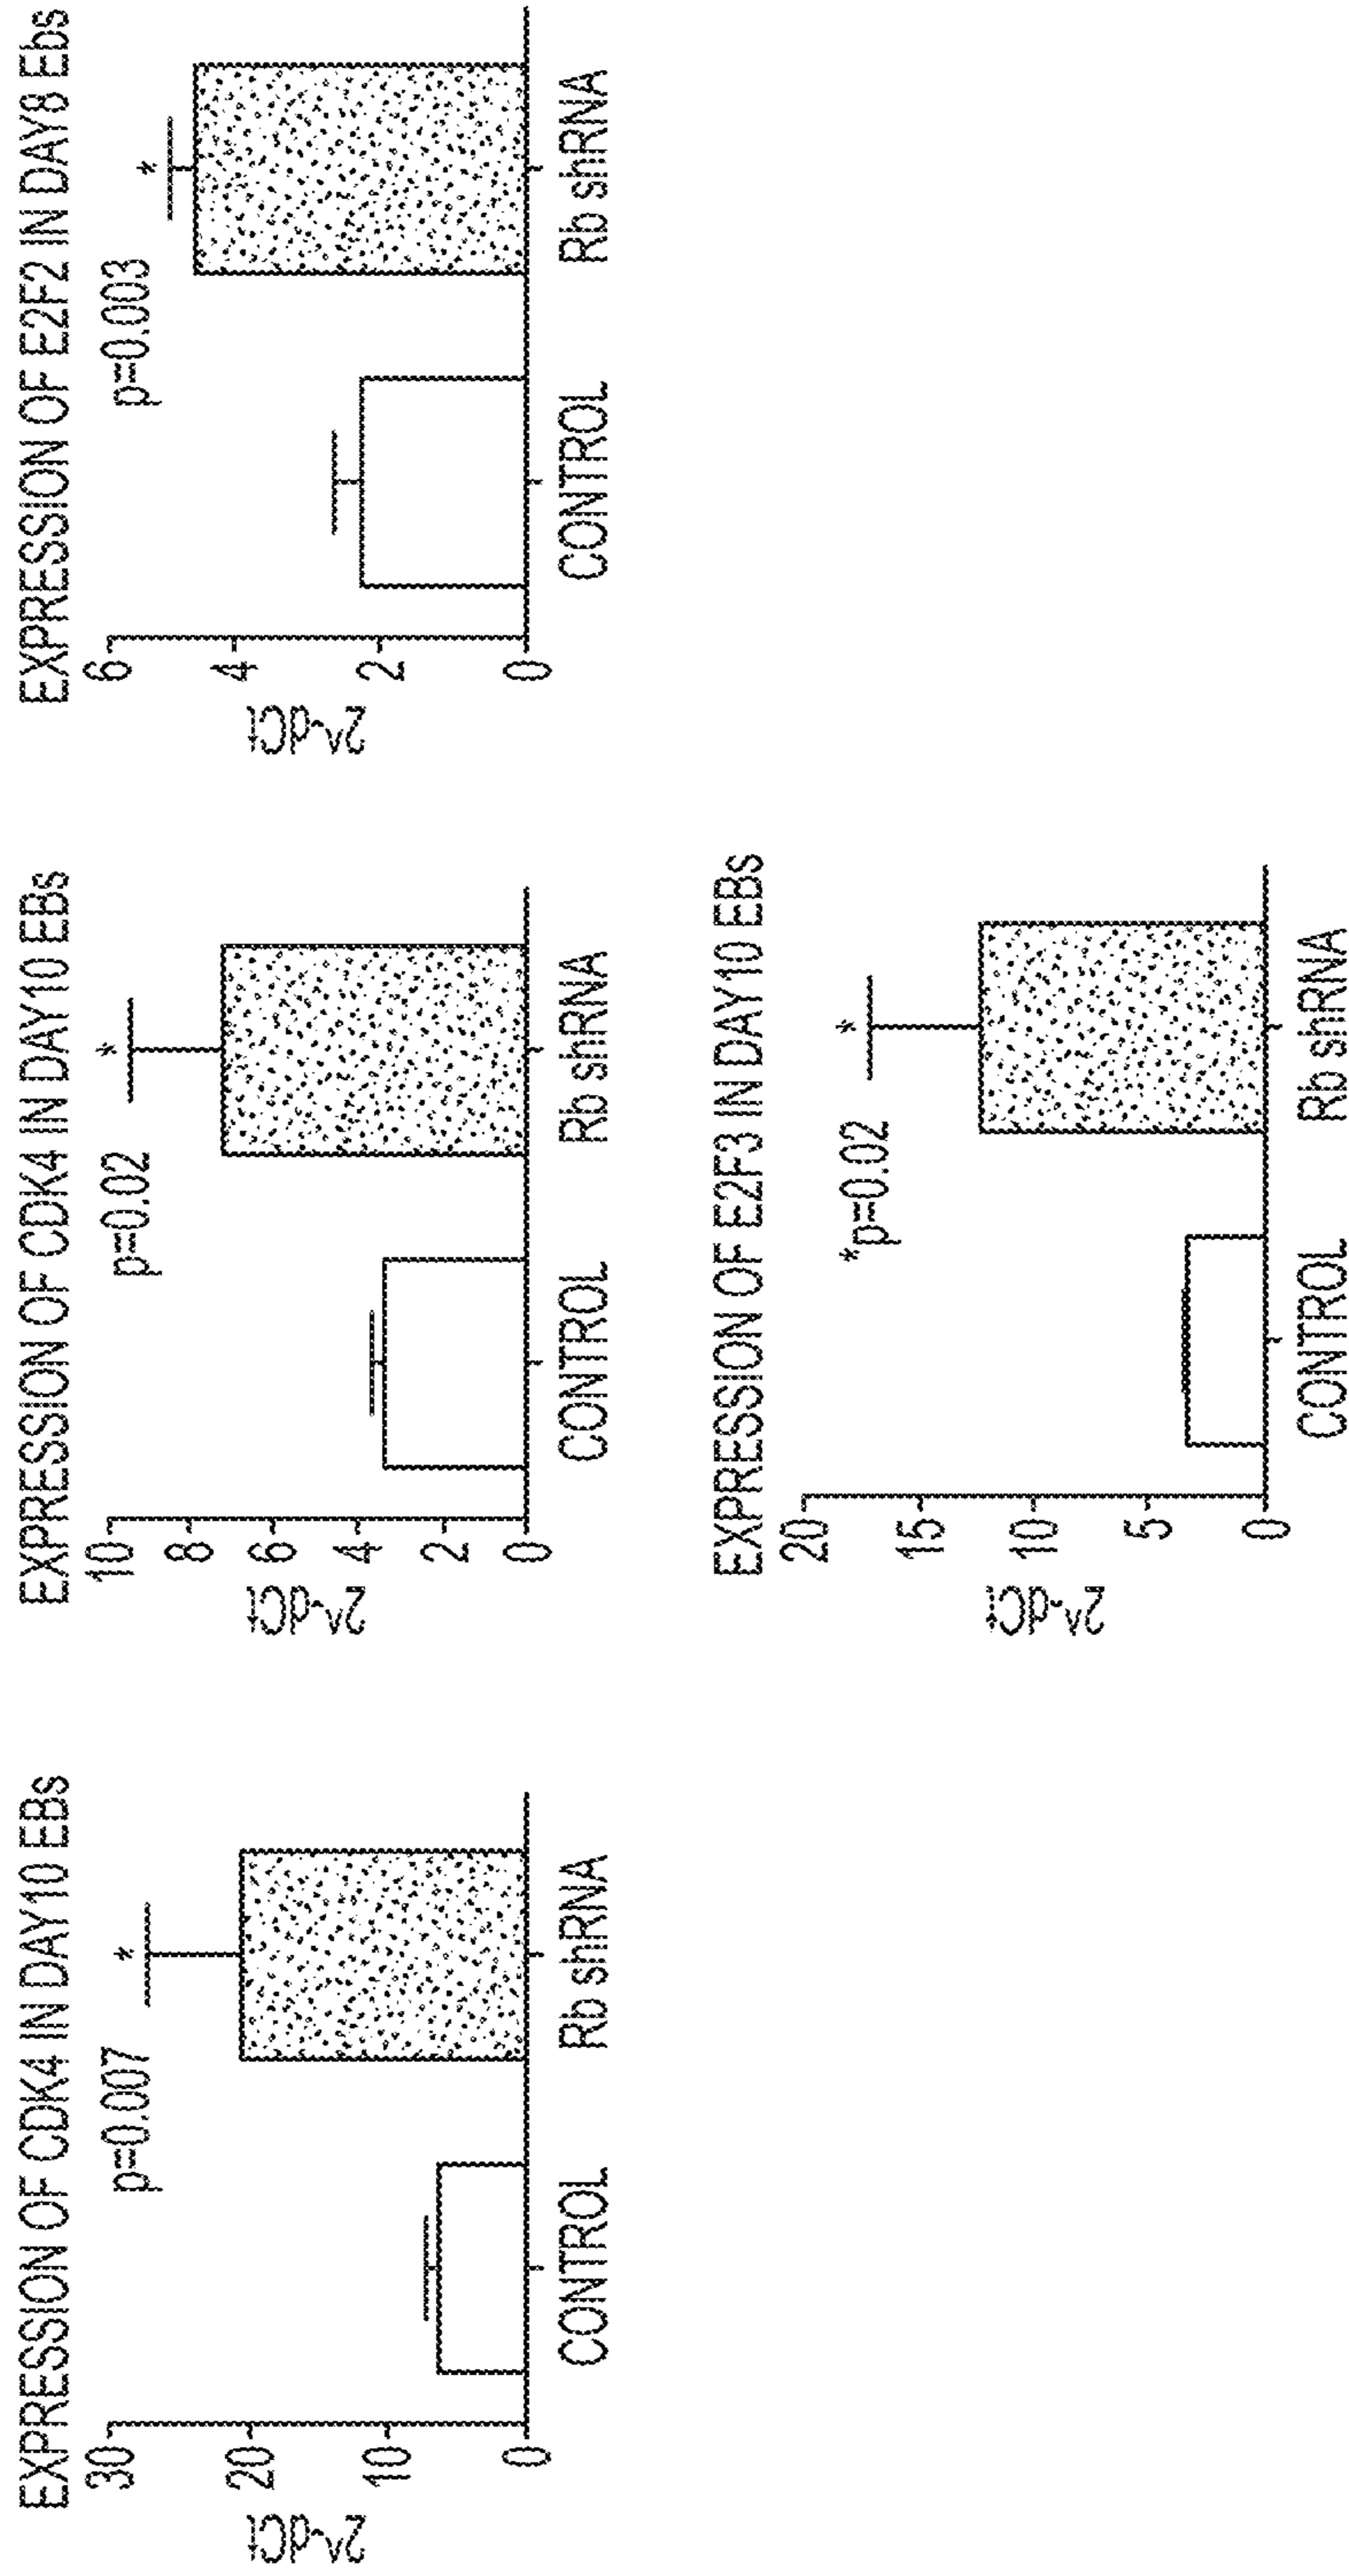 EXPRESSION OF CDK4 IN DAY10 EBs
p=0.007
*
30
20
10
0
2^-dCt
CONTROL
Rb shRNA
EXPRESSION OF CDK4 IN DAY10 EBs
p=0.02
*
10
8
6
4
2
0
2^-dCt
CONTROL
Rb shRNA
EXPRESSION OF E2F2 IN DAY8 Ebs
p=0.003
*
6
4
2
0
2^-dCt
CONTROL
Rb shRNA
EXPRESSION OF E2F3 IN DAY10 EBs
*p=0.02
*
20
15
10
5
0
2^-dCt
CONTROL
Rb shRNA